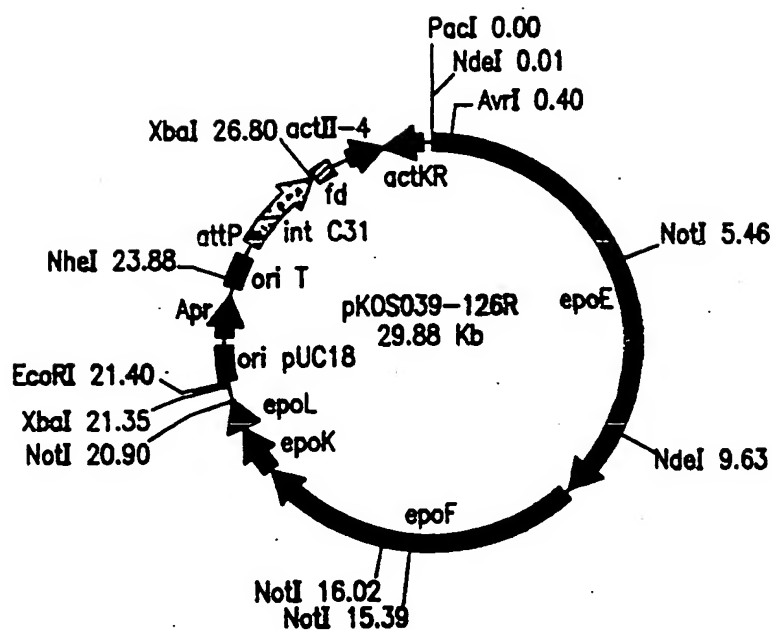 PacI 0.00
NdeI 0.01
AvrI 0.40
XbaI 26.80
actII-4
actKR
fd
attP
int C31
NotI 5.46
NheI 23.88
ori T
pKOS039-126R
29.88 Kb
epoE
Apr
ori pUC18
EcoRI 21.40
XbaI 21.35
NotI 20.90
epoL
epoK
NdeI 9.63
epoF
NotI 16.02
NotI 15.39